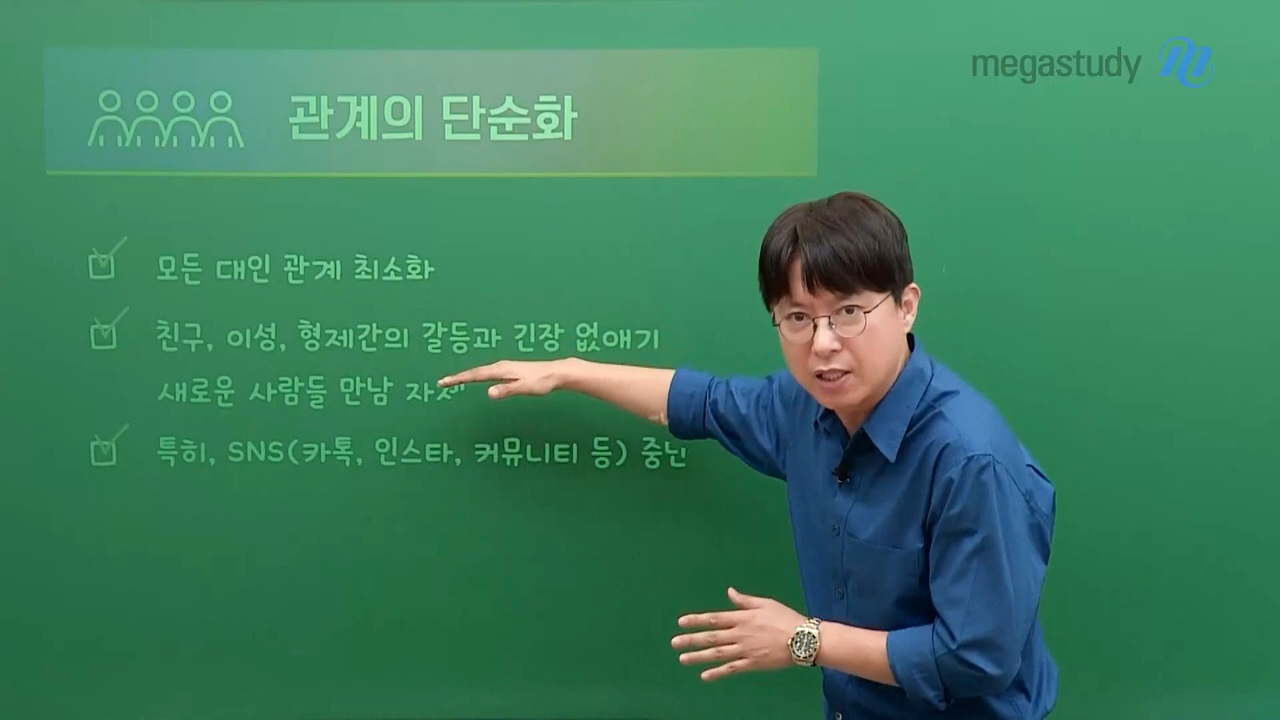 megastudy
관계의 단순화
모든 대인 관계 최소화
친구, 이성, 형제간의 갈등과 긴장 없애기
새로운 사람들 만남
특히, SNS(카톡, 인스타, 커뮤니티 등)